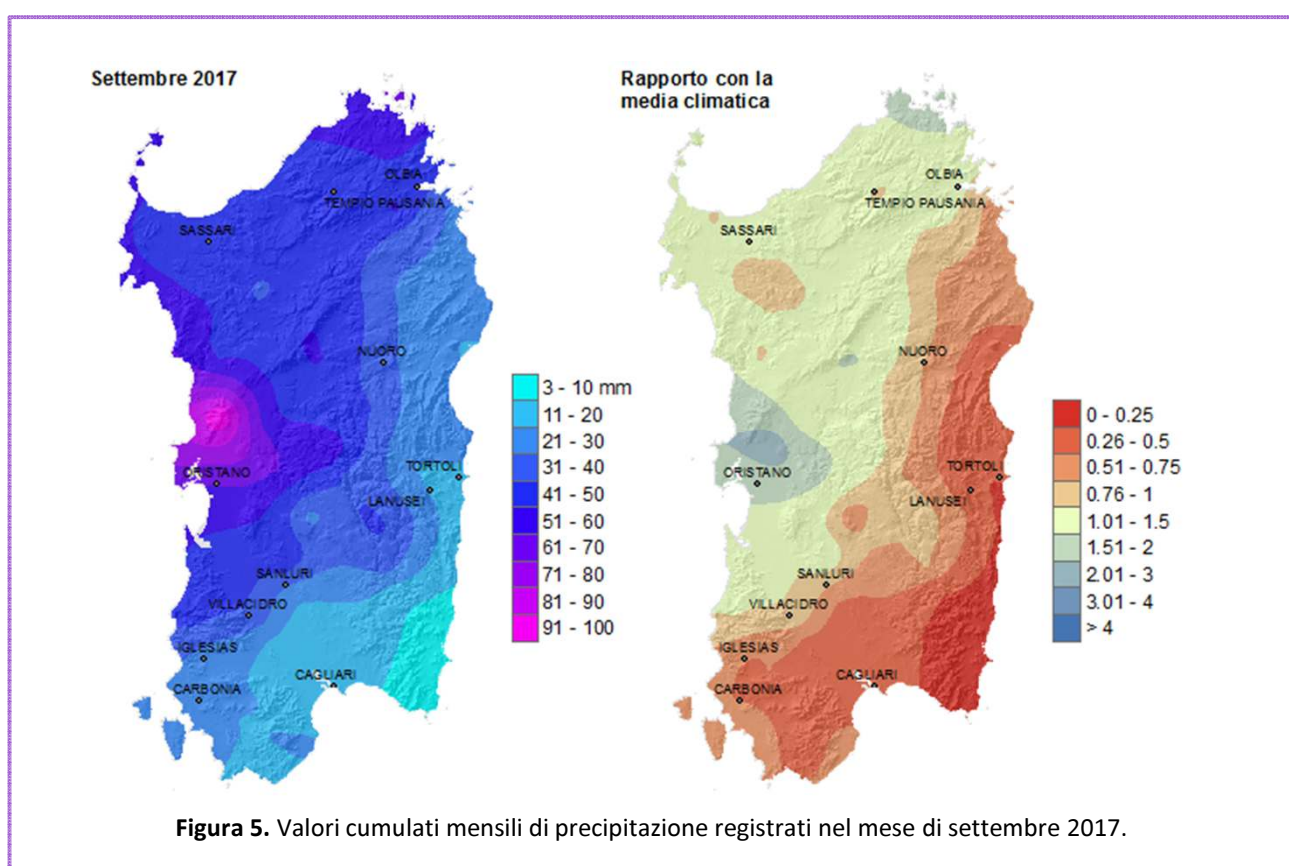 Settembre 2017
OLBIA
TEMPIO PAUSANIA
SASSARI
NUORO
ORISTANO
TORTOLI
LANUSEI
SANLURI
VILLACIDRO
IGLESIAS
CAGLIARI
CARBONIA
3 - 10 mm
11 - 20
21 - 30
31 - 40
41 - 50
51 - 60
61 - 70
71 - 80
81 - 90
91 - 100
Rapporto con la
media climatica
OLBIA
TEMPIO PAUSANIA
SASSARI
NUORO
ORISTANO
TORTOLI
LANUSEI
SANLURI
VILLACIDRO
IGLESIAS
CAGLIARI
CARBONIA
0 - 0.25
0.26 - 0.5
0.51 - 0.75
0.76 - 1
1.01 - 1.5
1.51 - 2
2.01 - 3
3.01 - 4
> 4
Figura 5. Valori cumulati mensili di precipitazione registrati nel mese di settembre 2017.